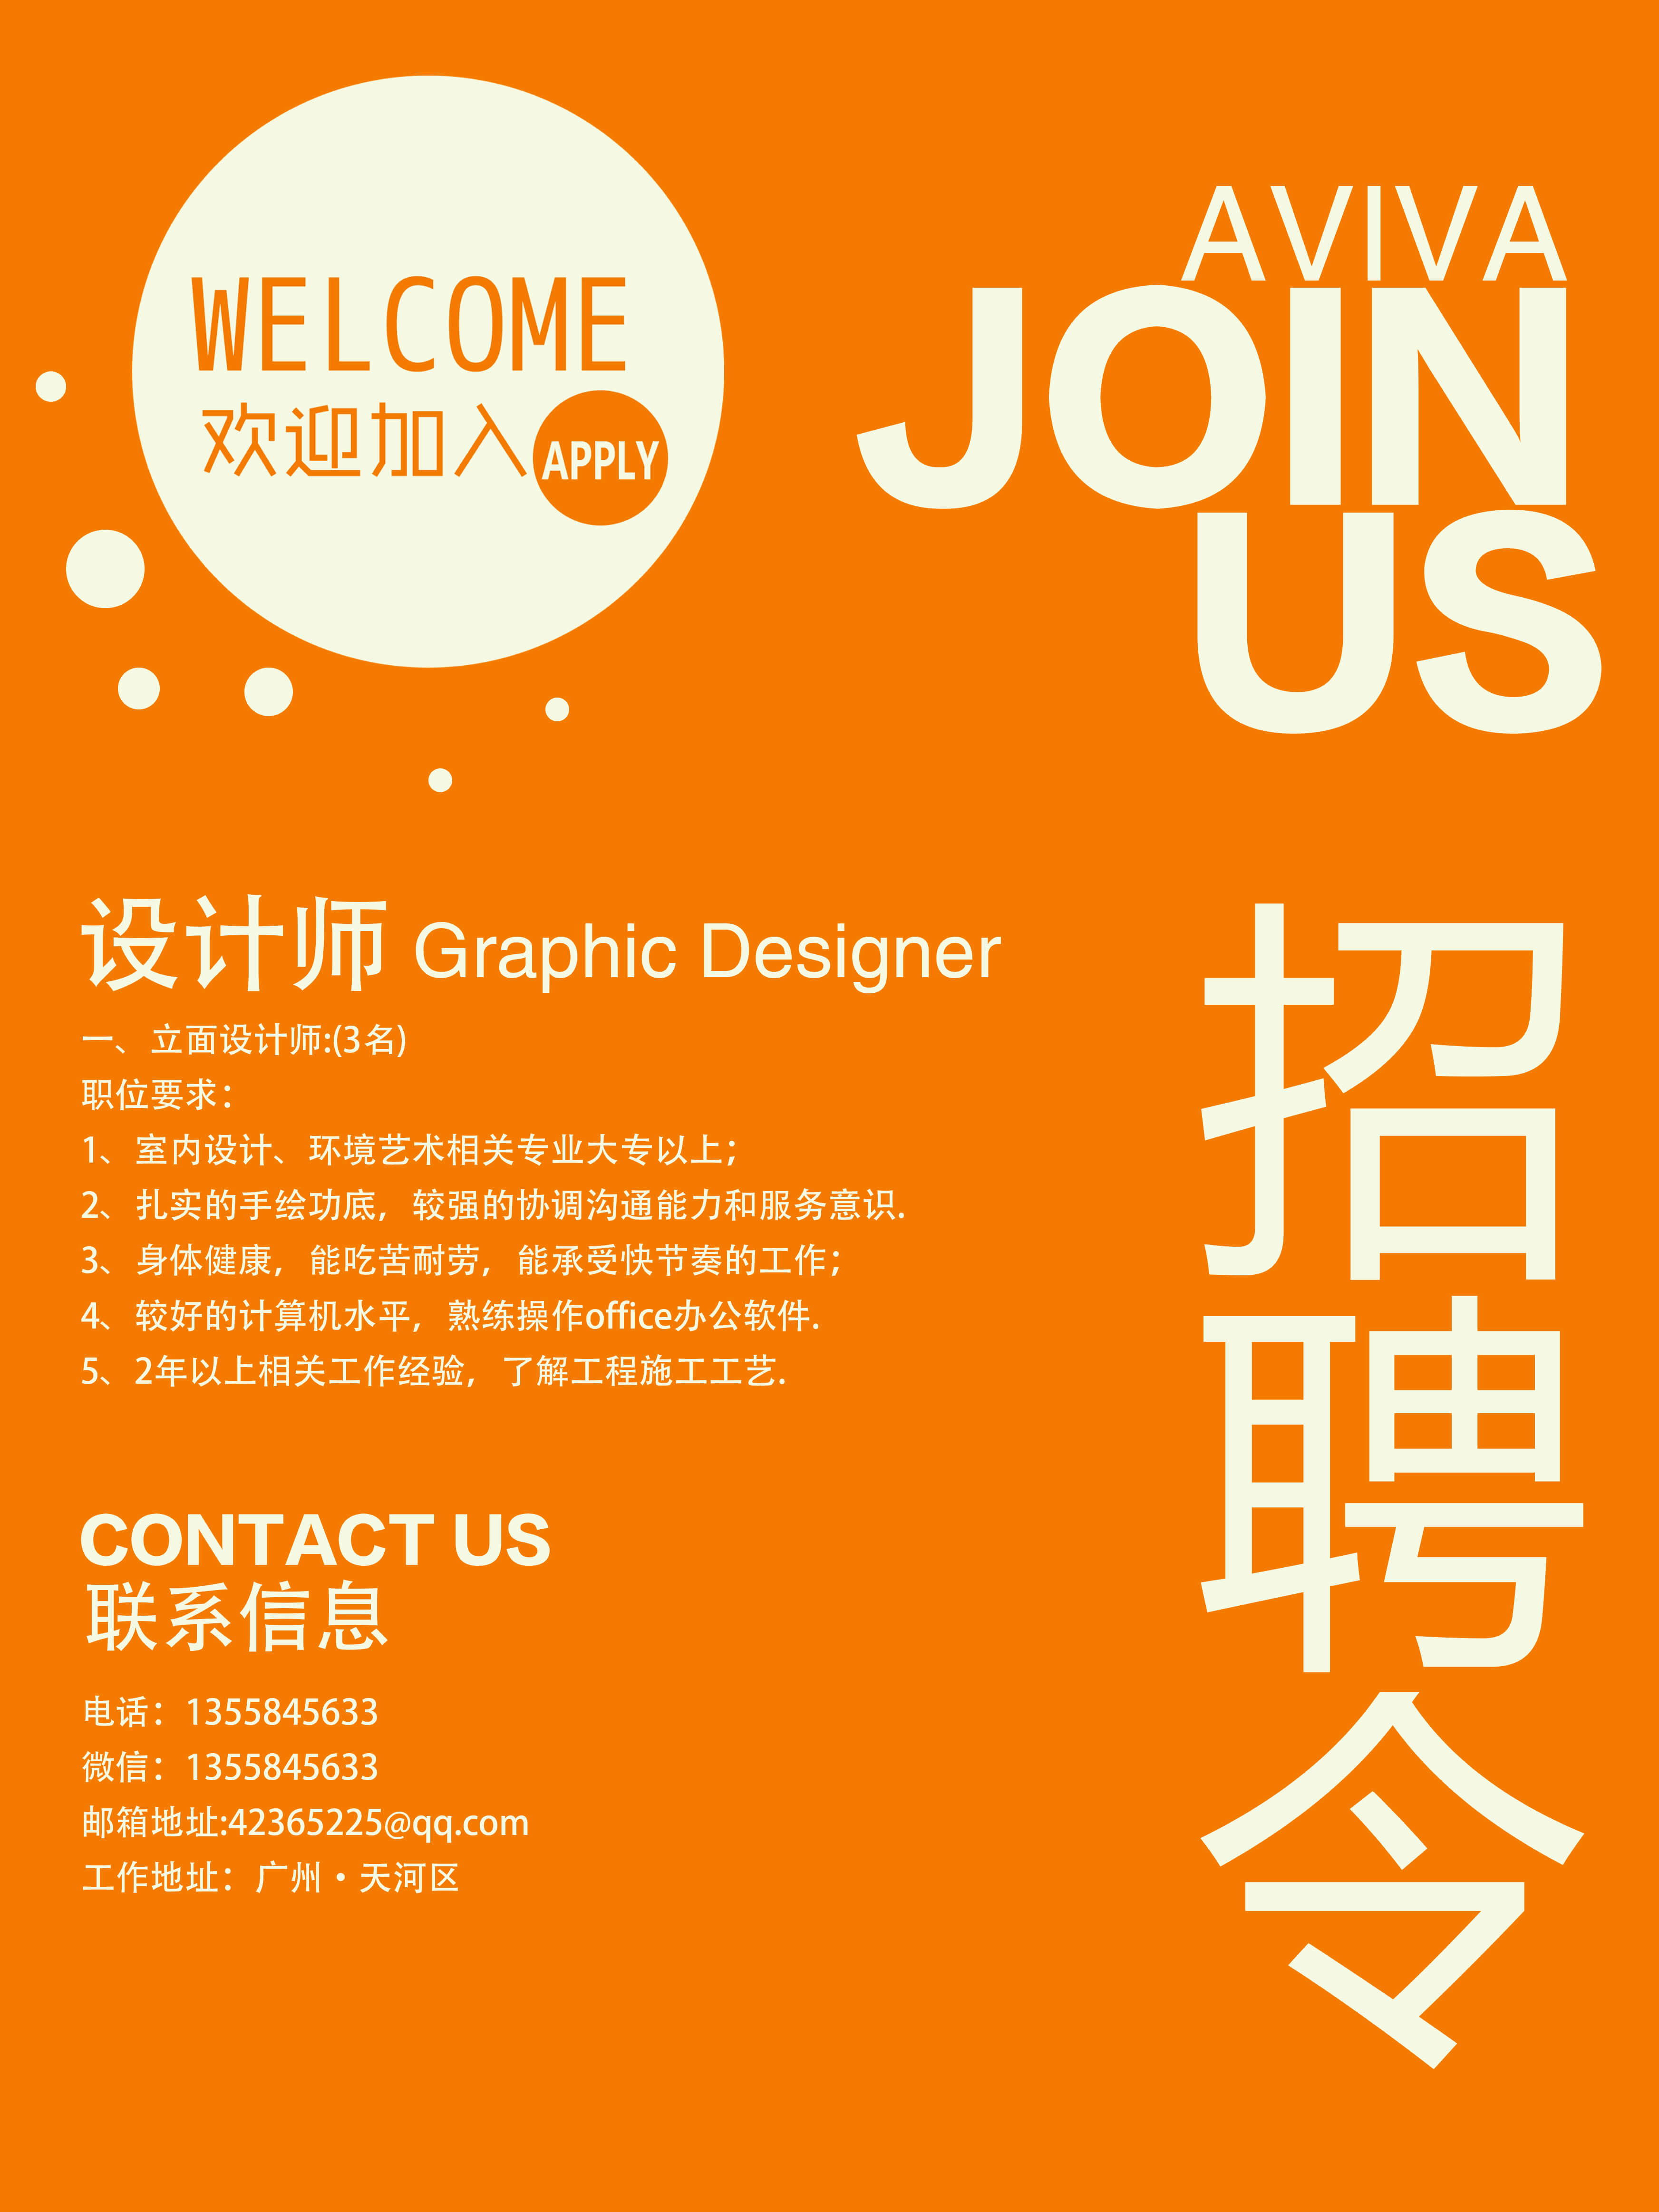 WELCOME
欢迎加入
APPLY
AVIVA
JOIN
US
设计师 Graphic Designer
一、立面设计师:(3名)
职位要求：
1、室内设计、环境艺术相关专业大专以上；
2、扎实的手绘功底，较强的协调沟通能力和服务意识.
3、身体健康，能吃苦耐劳，能承受快节奏的工作；
4、较好的计算机水平，熟练操作office办公软件.
5、2年以上相关工作经验，了解工程施工工艺.
招聘令
CONTACT US
联系信息
电话：1355845633
微信：1355845633
邮箱地址:42365225@qq.com
工作地址：广州·天河区